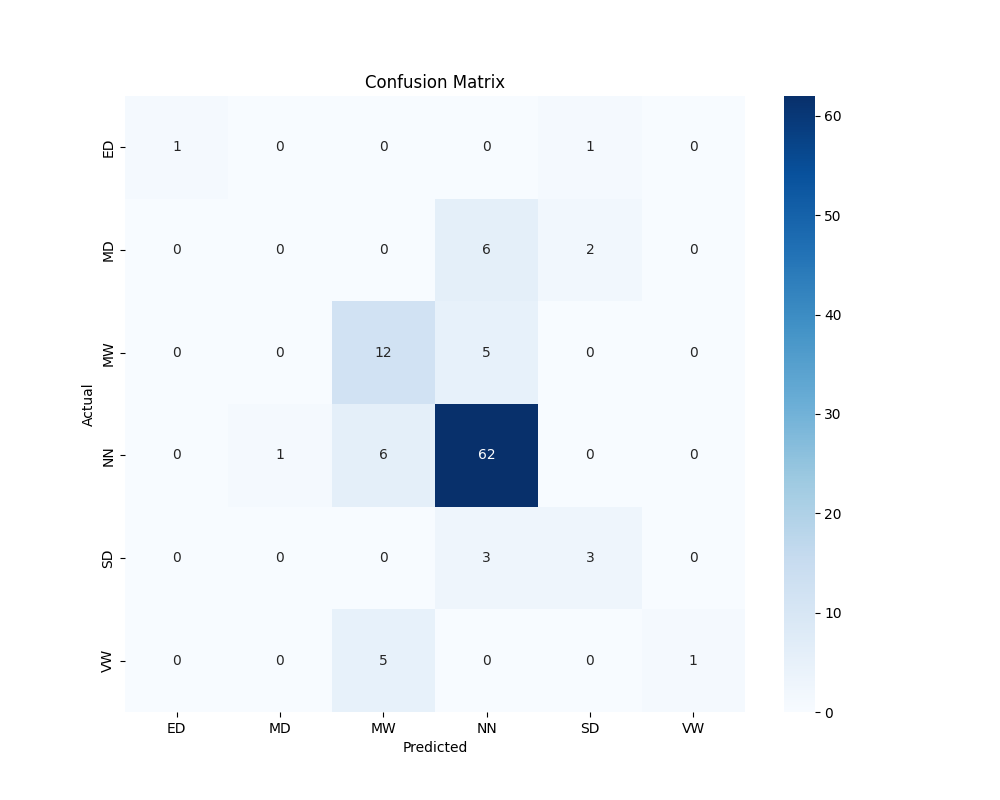 Confusion Matrix
ED 1 0 0 0 1 0
MD 0 0 0 6 2 0
MW 0 0 12 5 0 0
NN 0 1 6 62 0 0
SD 0 0 0 3 3 0
VW 0 0 5 0 0 1
ED MD MW NN SD VW
Predicted
Actual
60
50
40
30
20
10
0